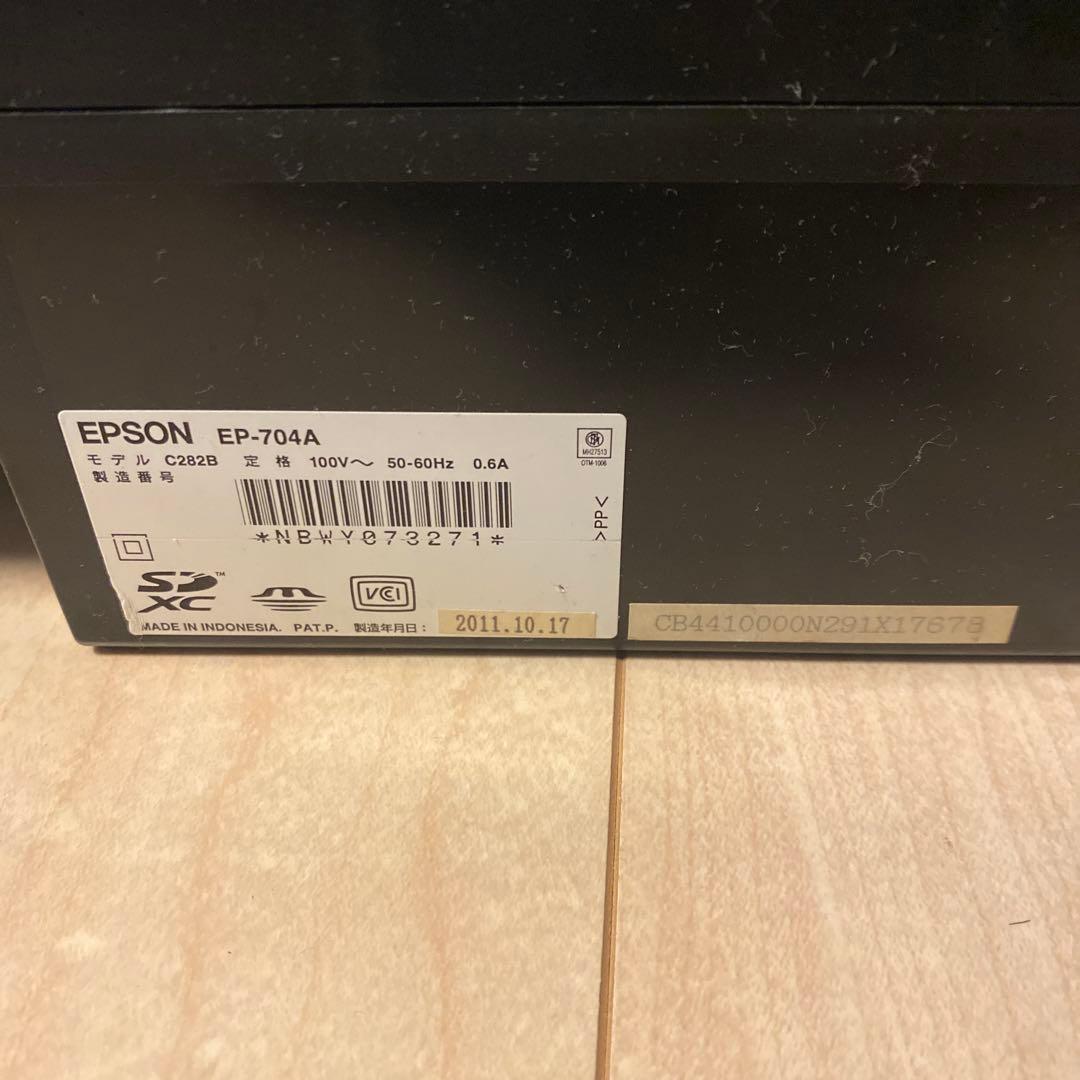 EPSON EP-704A
モデル C282B 定格 100V～ 50-60Hz 0.6A
製造番号
MH27513
OTM-1006
>PP<
*NBWY073271*
SD XC ™
VCI
MADE IN INDONESIA. PAT.P. 製造年月日: 2011.10.17
CB4410000N291X17678